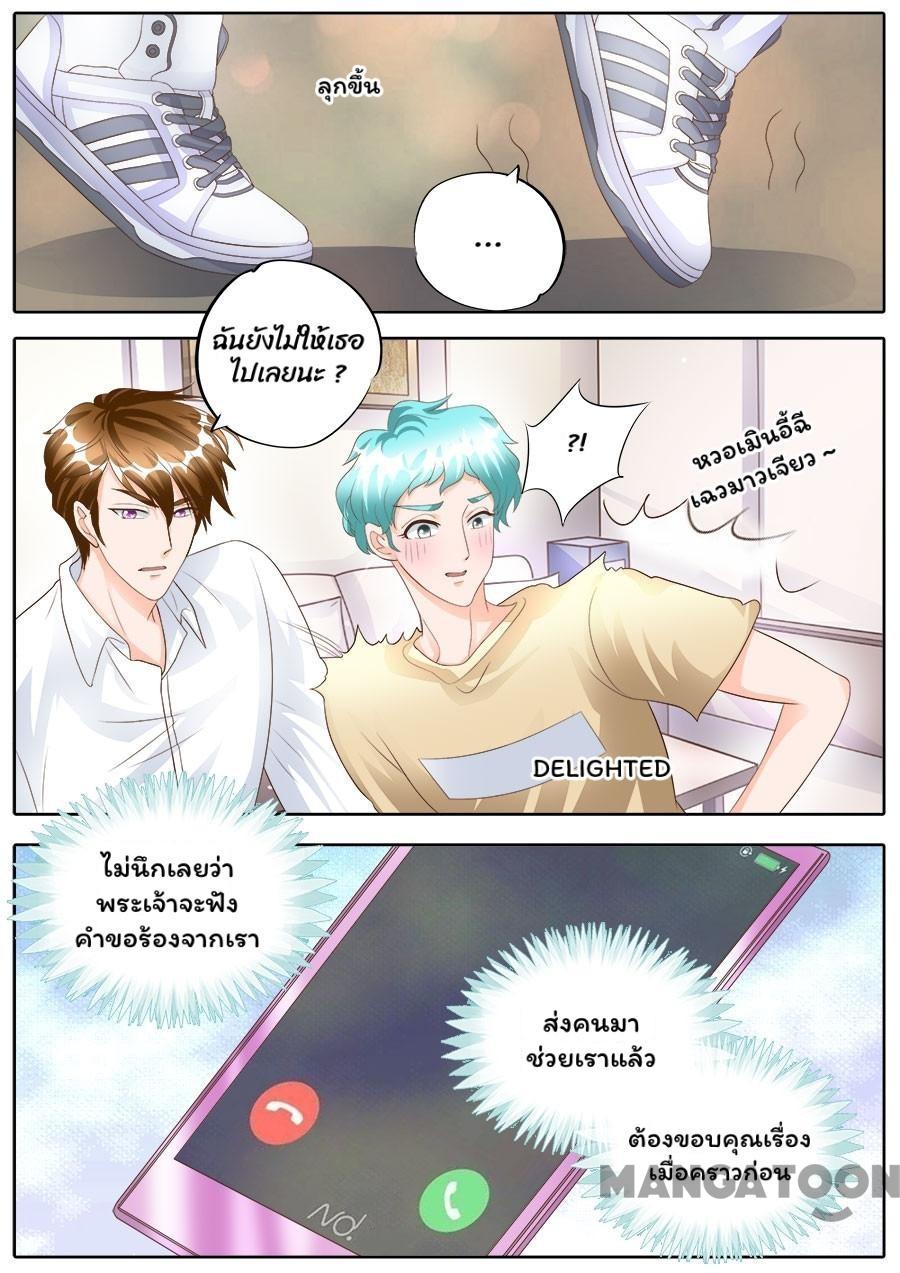 ลุกขึ้น
...
ฉันยังไม่ให้เธอ
ไปเลยนะ ?
?!
หวอเมินอี้ฉี
เฉวมาวเจียว ~
DELIGHTED
ไม่นึกเลยว่า
พระเจ้าจะฟัง
คำขอร้องจากเรา
ส่งคนมา
ช่วยเราแล้ว
ต้องขอบคุณเรื่อง
เมื่อคราวก่อน
MANGATOON
NO!